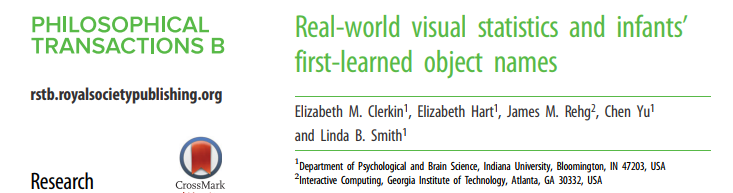 PHILOSOPHICAL
TRANSACTIONS B
rstb.royalsocietypublishing.org
Research
CrossMark
Real-world visual statistics and infants’
first-learned object names
Elizabeth M. Clerkin1, Elizabeth Hart1, James M. Rehg2, Chen Yu1
and Linda B. Smith1
1Department of Psychological and Brain Science, Indiana University, Bloomington, IN 47203, USA
2Interactive Computing, Georgia Institute of Technology, Atlanta, GA 30332, USA